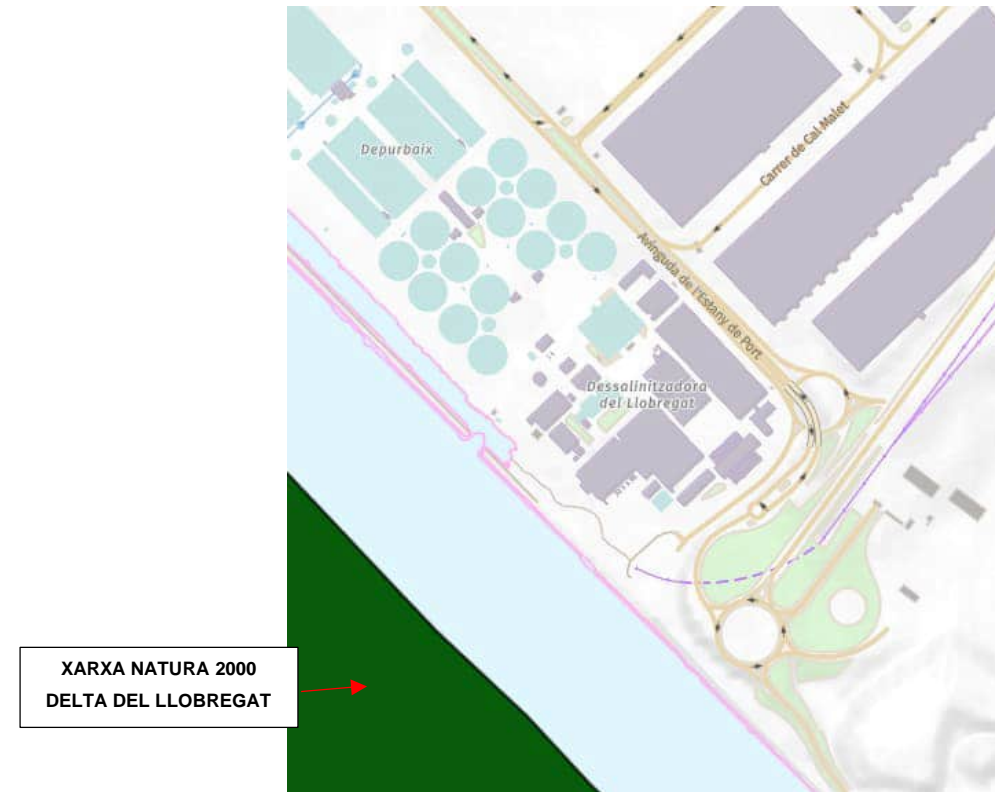 Depurbaix
Carrer de Cal Malet
Avinguda de l'Estany de Port
Dessalinitzadora
del Llobregat
XARXA NATURA 2000
DELTA DEL LLOBREGAT